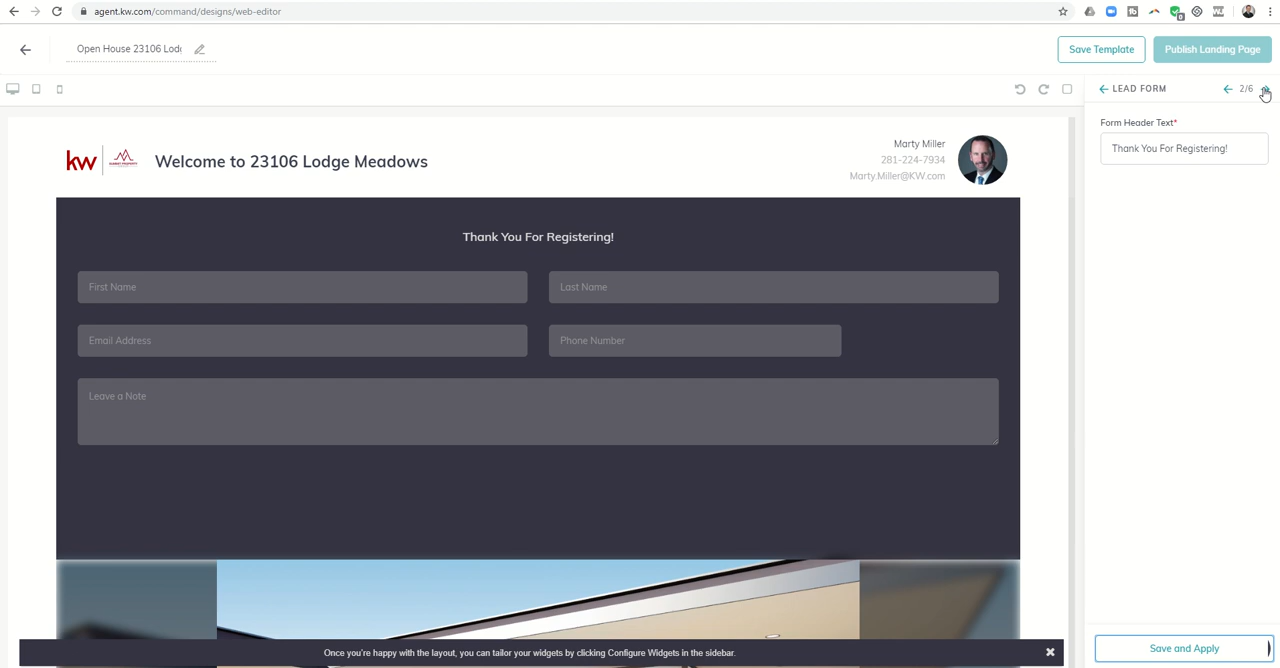 agent.kw.com/command/designs/web-editor
Open House 23106 Lod
Save Template
Publish Landing Page
LEAD FORM
2/6
Form Header Text*
Thank You For Registering!
kw
Welcome to 23106 Lodge Meadows
Marty Miller
281-224-7934
Marty.Miller@KW.com
Thank You For Registering!
First Name
Last Name
Email Address
Phone Number
Leave a Note
Once you're happy with the layout, you can tailor your widgets by clicking Configure Widgets in the sidebar.
Save and Apply